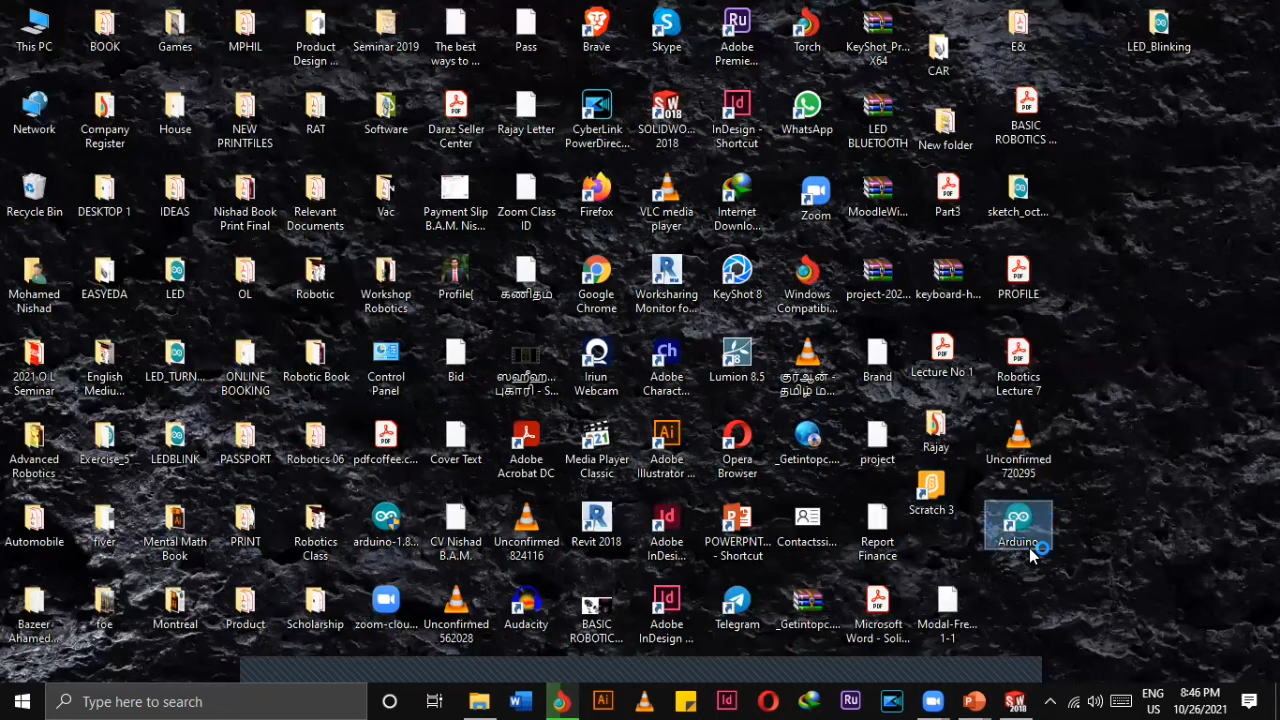 This PC
BOOK
Games
MPHIL
Product
Design ...
Seminar 2019
The best
ways to ...
Pass
Brave
Skype
Adobe
Premie...
Torch
KeyShot_Pr...
X64
CAR
E&
LED_Blinking
Network
Company
Register
House
NEW
PRINTFILES
RAT
Software
Daraz Seller
Center
Rajay Letter
CyberLink
PowerDirec...
SOLIDWO...
2018
InDesign -
Shortcut
WhatsApp
LED
BLUETOOTH
New folder
BASIC
ROBOTICS ...
Recycle Bin
DESKTOP 1
IDEAS
Nishad Book
Print Final
Relevant
Documents
Vac
Payment Slip
B.A.M. Nis...
Zoom Class
ID
Firefox
VLC media
player
Internet
Downlo...
Zoom
MoodleWi...
Part3
sketch_oct...
Mohamed
Nishad
EASYEDA
LED
OL
Robotic
Workshop
Robotics
Profile(
கணிதம்
Google
Chrome
Worksharing
Monitor fo...
KeyShot 8
Windows
Compatibi...
project-202...
keyboard-h...
PROFILE
2021 O.L
Seminar
English
Mediu...
LED_TURN...
ONLINE
BOOKING
Robotic Book
Control
Panel
Bid
ஸஹீஹ...
புகாரி - S...
Iriun
Webcam
Adobe
Charact...
Lumion 8.5
குர்ஆன் -
தமிழ் ம...
Brand
Lecture No 1
Robotics
Lecture 7
Advanced
Robotics
Exercise_5
LEDBLINK
PASSPORT
Robotics 06
pdfcoffee.c...
Cover Text
Adobe
Acrobat DC
Media Player
Classic
Adobe
Illustrator ...
Opera
Browser
_Getintopc....
project
Rajay
Unconfirmed
720295
Automobile
fiver
Mental Math
Book
PRINT
Robotics
Class
arduino-1.8...
CV Nishad
B.A.M.
Unconfirmed
824116
Revit 2018
Adobe
InDesi...
POWERPNT...
- Shortcut
Contactssi...
Report
Finance
Scratch 3
Arduino
Bazeer
Ahamed...
foe
Montreal
Product
Scholarship
zoom-clou...
Unconfirmed
562028
Audacity
BASIC
ROBOTIC...
Adobe
InDesign ...
Telegram
_Getintopc....
Microsoft
Word - Soli...
Modal-Fre...
1-1
Type here to search
ENG
US
8:46 PM
10/26/2021